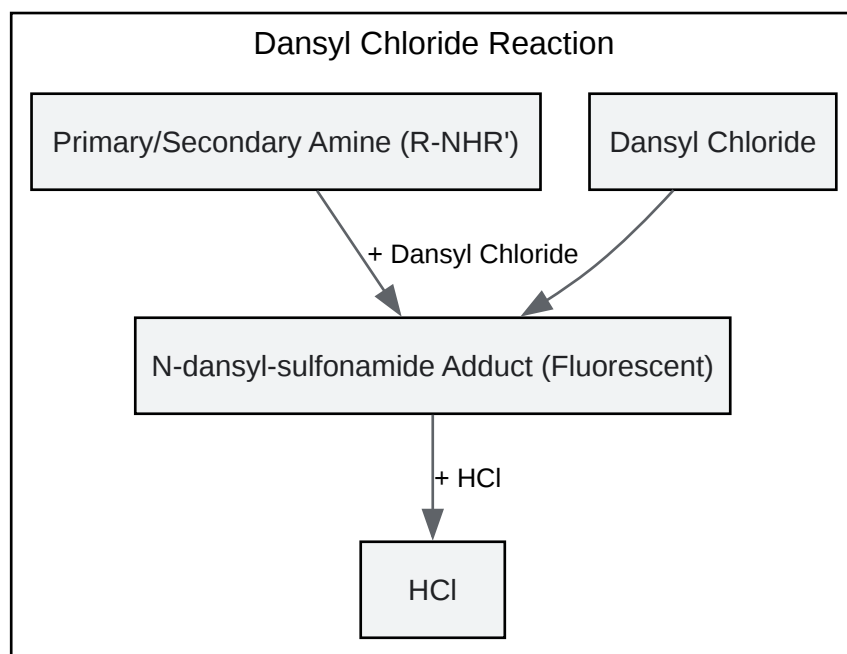 Dansyl Chloride Reaction
Primary/Secondary Amine (R-NHR')
Dansyl Chloride
+ Dansyl Chloride
N-dansyl-sulfonamide Adduct (Fluorescent)
+ HCl
HCl